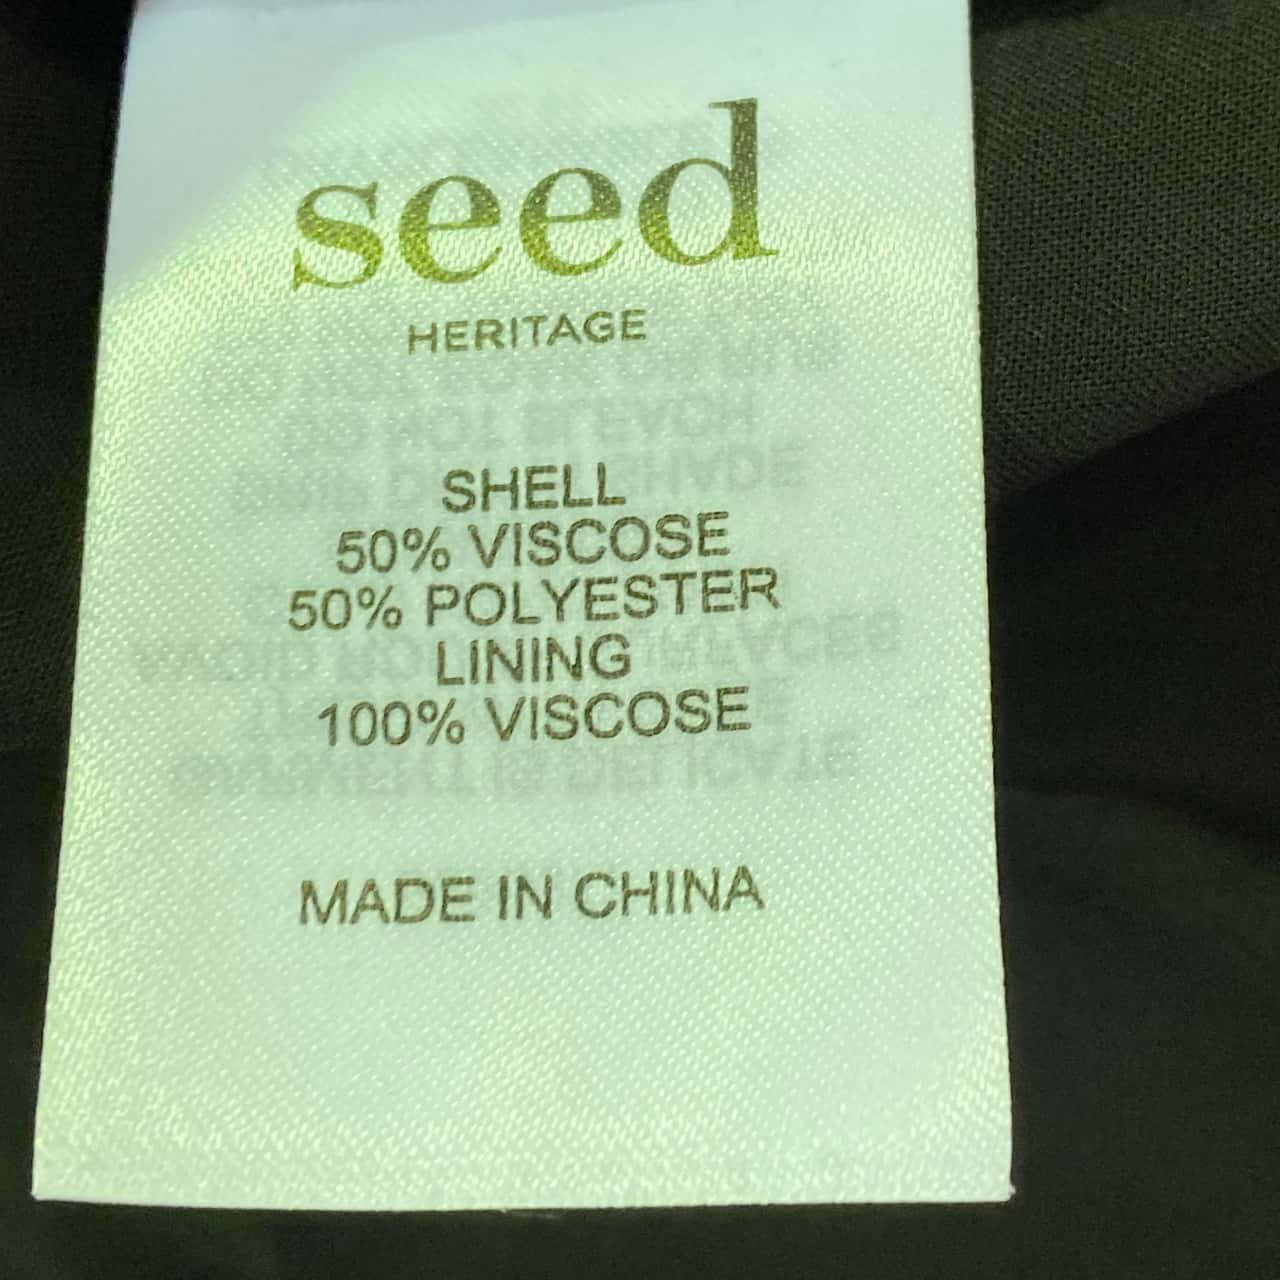 seed
HERITAGE
SHELL
50% VISCOSE
50% POLYESTER
LINING
100% VISCOSE
MADE IN CHINA